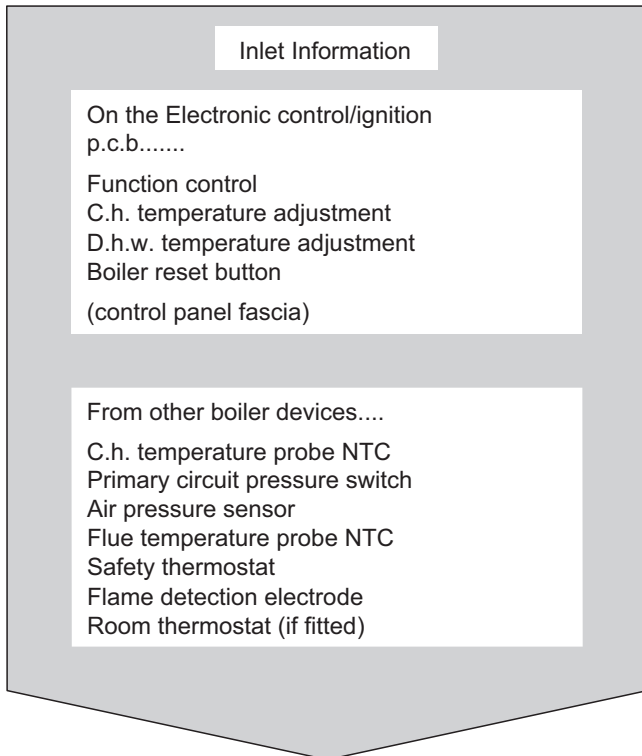 Inlet Information
On the Electronic control/ignition
p.c.b.......
Function control
C.h. temperature adjustment
D.h.w. temperature adjustment
Boiler reset button
(control panel fascia)
From other boiler devices....
C.h. temperature probe NTC
Primary circuit pressure switch
Air pressure sensor
Flue temperature probe NTC
Safety thermostat
Flame detection electrode
Room thermostat (if fitted)